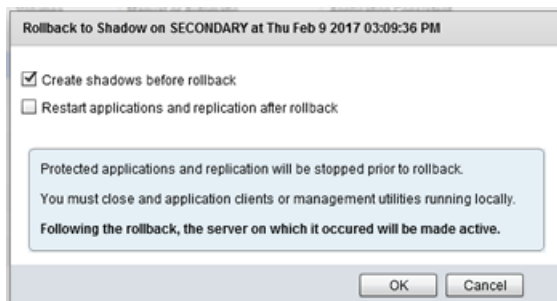 Rollback to Shadow on SECONDARY at Thu Feb 9 2017 03:09:36 PM
Create shadows before rollback
Restart applications and replication after rollback
Protected applications and replication will be stopped prior to rollback.
You must close and application clients or management utilities running locally.
Following the rollback, the server on which it occured will be made active.
OK Cancel